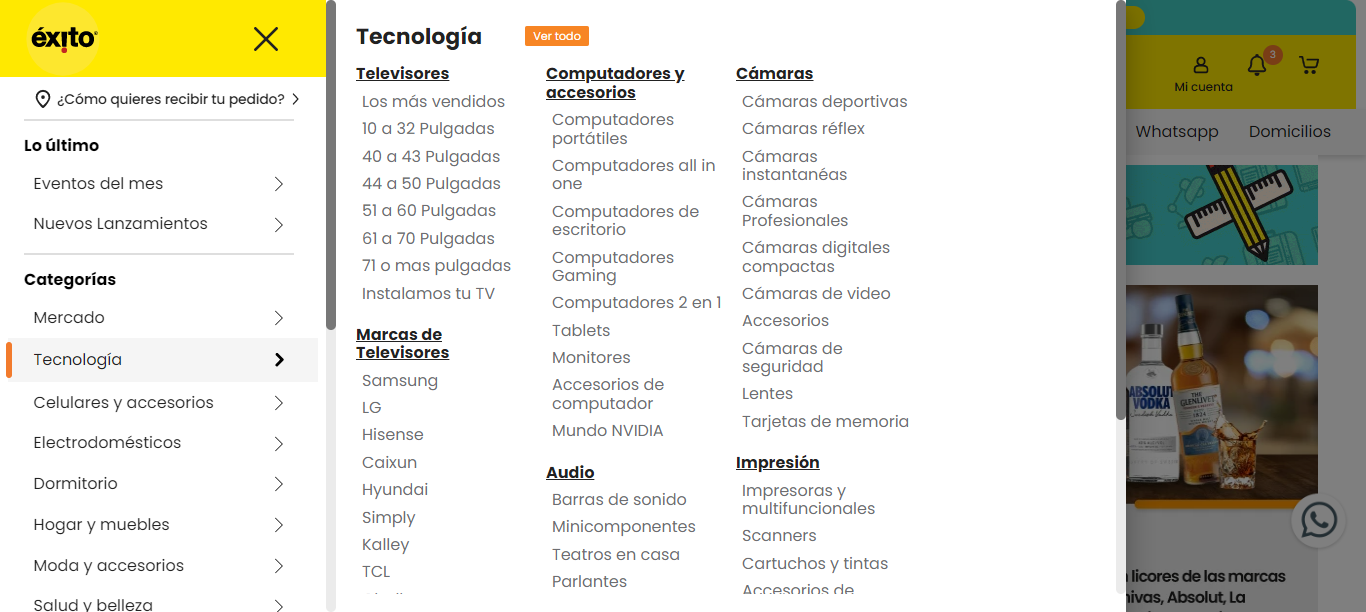 éxito
¿Cómo quieres recibir tu pedido?
Lo último
Eventos del mes
Nuevos Lanzamientos
Categorías
Mercado
Tecnología
Celulares y accesorios
Electrodomésticos
Dormitorio
Hogar y muebles
Moda y accesorios
Salud y belleza
Tecnología
Ver todo
Televisores
Los más vendidos
10 a 32 Pulgadas
40 a 43 Pulgadas
44 a 50 Pulgadas
51 a 60 Pulgadas
61 a 70 Pulgadas
71 o mas pulgadas
Instalamos tu TV
Marcas de
Televisores
Samsung
LG
Hisense
Caixun
Hyundai
Simply
Kalley
TCL
Computadores y
accesorios
Computadores
portátiles
Computadores all in
one
Computadores de
escritorio
Computadores
Gaming
Computadores 2 en 1
Tablets
Monitores
Accesorios de
computador
Mundo NVIDIA
Audio
Barras de sonido
Minicomponentes
Teatros en casa
Parlantes
Cámaras
Cámaras deportivas
Cámaras réflex
Cámaras
instantanéas
Cámaras
Profesionales
Cámaras digitales
compactas
Cámaras de video
Accesorios
Cámaras de
seguridad
Lentes
Tarjetas de memoria
Impresión
Impresoras y
multifuncionales
Scanners
Cartuchos y tintas
Accesorios de
3
Mi cuenta
Whatsapp
Domicilios
ABSOLUT
VODKA
THE
GLENLIVET
licores de las marcas
hivas, Absolut, La